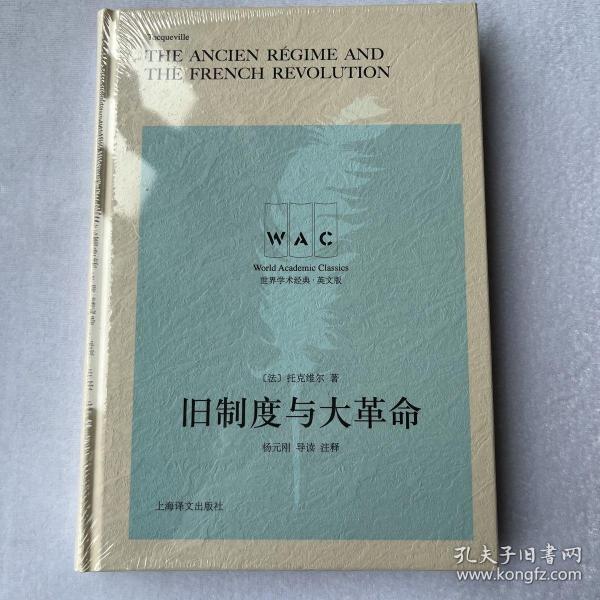 Tocqueville
THE ANCIEN RÉGIME AND
THE FRENCH REVOLUTION
WAC
World Academic Classics
世界学术经典·英文版
〔法〕托克维尔 著
旧制度与大革命
杨元刚 导读 注释
上海译文出版社
孔夫子旧书网
www.kongfz.com